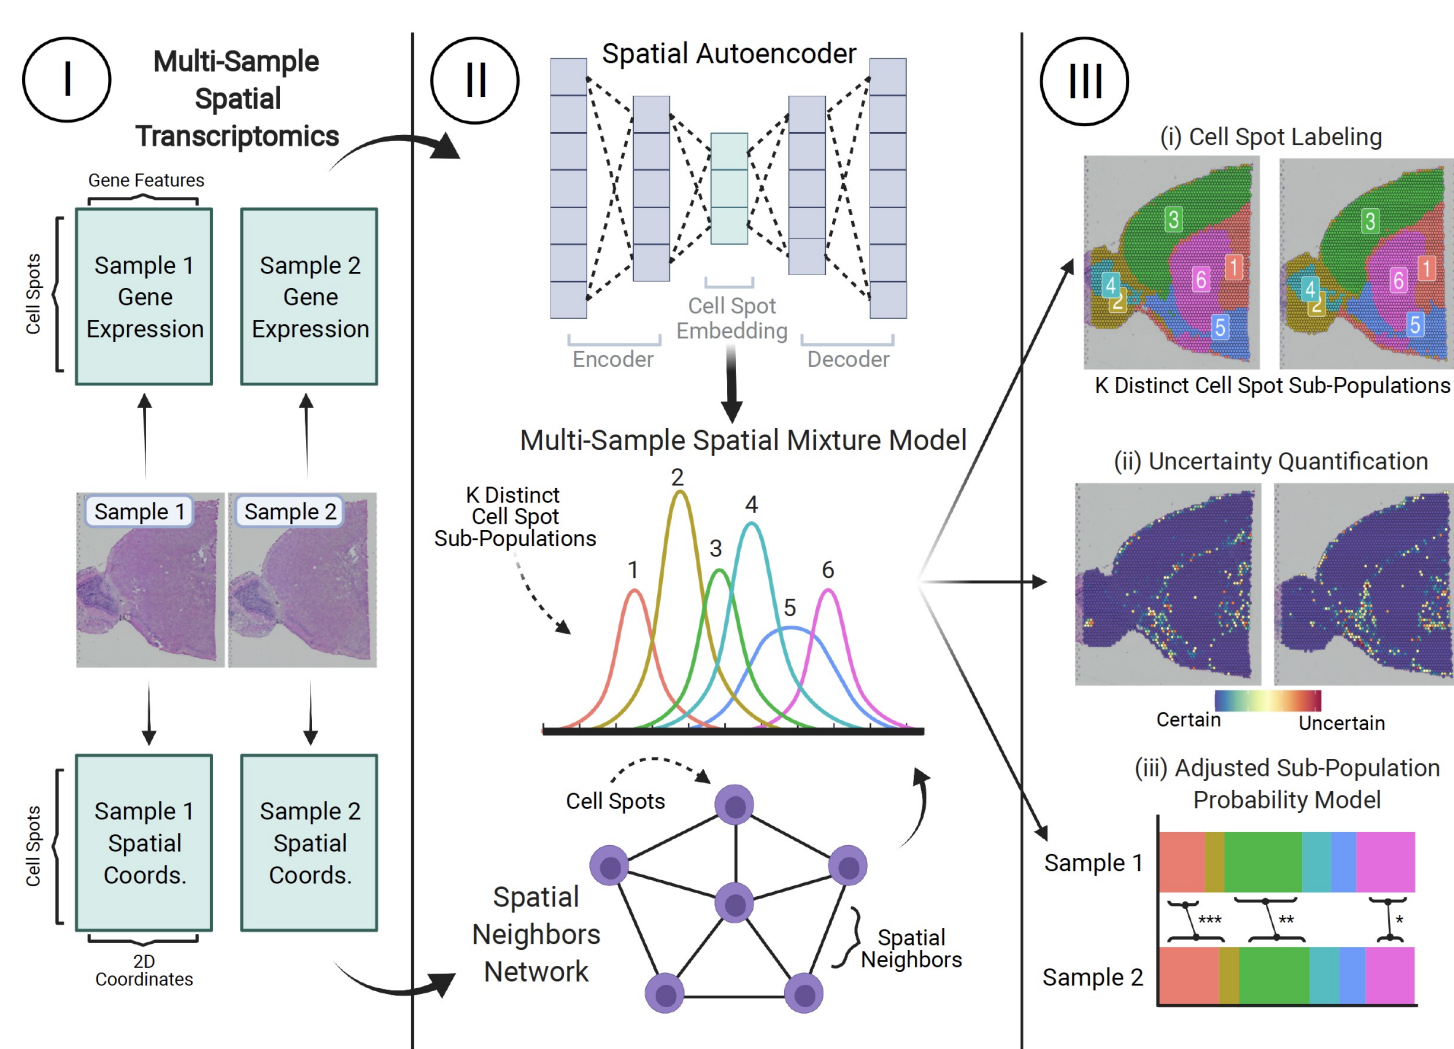 I
Multi-Sample
Spatial
Transcriptomics
Gene Features
Cell Spots
Sample 1
Gene
Expression
Sample 2
Gene
Expression
Sample 1
Sample 2
Cell Spots
Sample 1
Spatial
Coords.
Sample 2
Spatial
Coords.
2D
Coordinates
II
Spatial Autoencoder
Cell Spot
Embedding
Encoder
Decoder
Multi-Sample Spatial Mixture Model
K Distinct
Cell Spot
Sub-Populations
1
2
3
4
5
6
Cell Spots
Spatial
Neighbors
Network
Spatial
Neighbors
III
(i) Cell Spot Labeling
3
1
6
4
2
5
3
1
6
4
2
5
K Distinct Cell Spot Sub-Populations
(ii) Uncertainty Quantification
Certain
Uncertain
(iii) Adjusted Sub-Population
Probability Model
Sample 1
***
**
*
Sample 2